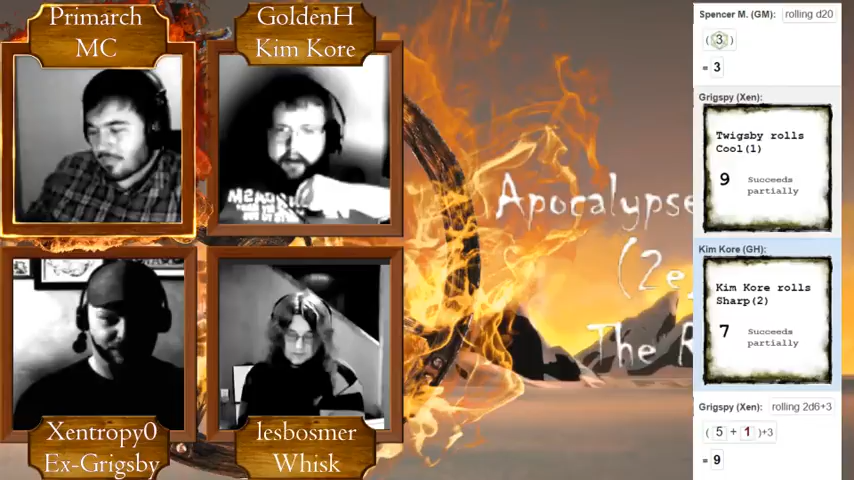 Primarch
MC
GoldenH
Kim Kore
Xentropy0
Ex-Grigsby
lesbosmer
Whisk
Apocalypse
(2e
The R
Spencer M. (GM): rolling d20
(3)
= 3
Grigspy (Xen):
Twigsby rolls
Cool(1)
9 Succeeds
partially
Kim Kore (GH):
Kim Kore rolls
Sharp(2)
7 Succeeds
partially
Grigspy (Xen): rolling 2d6+3
(5 + 1)+3
= 9